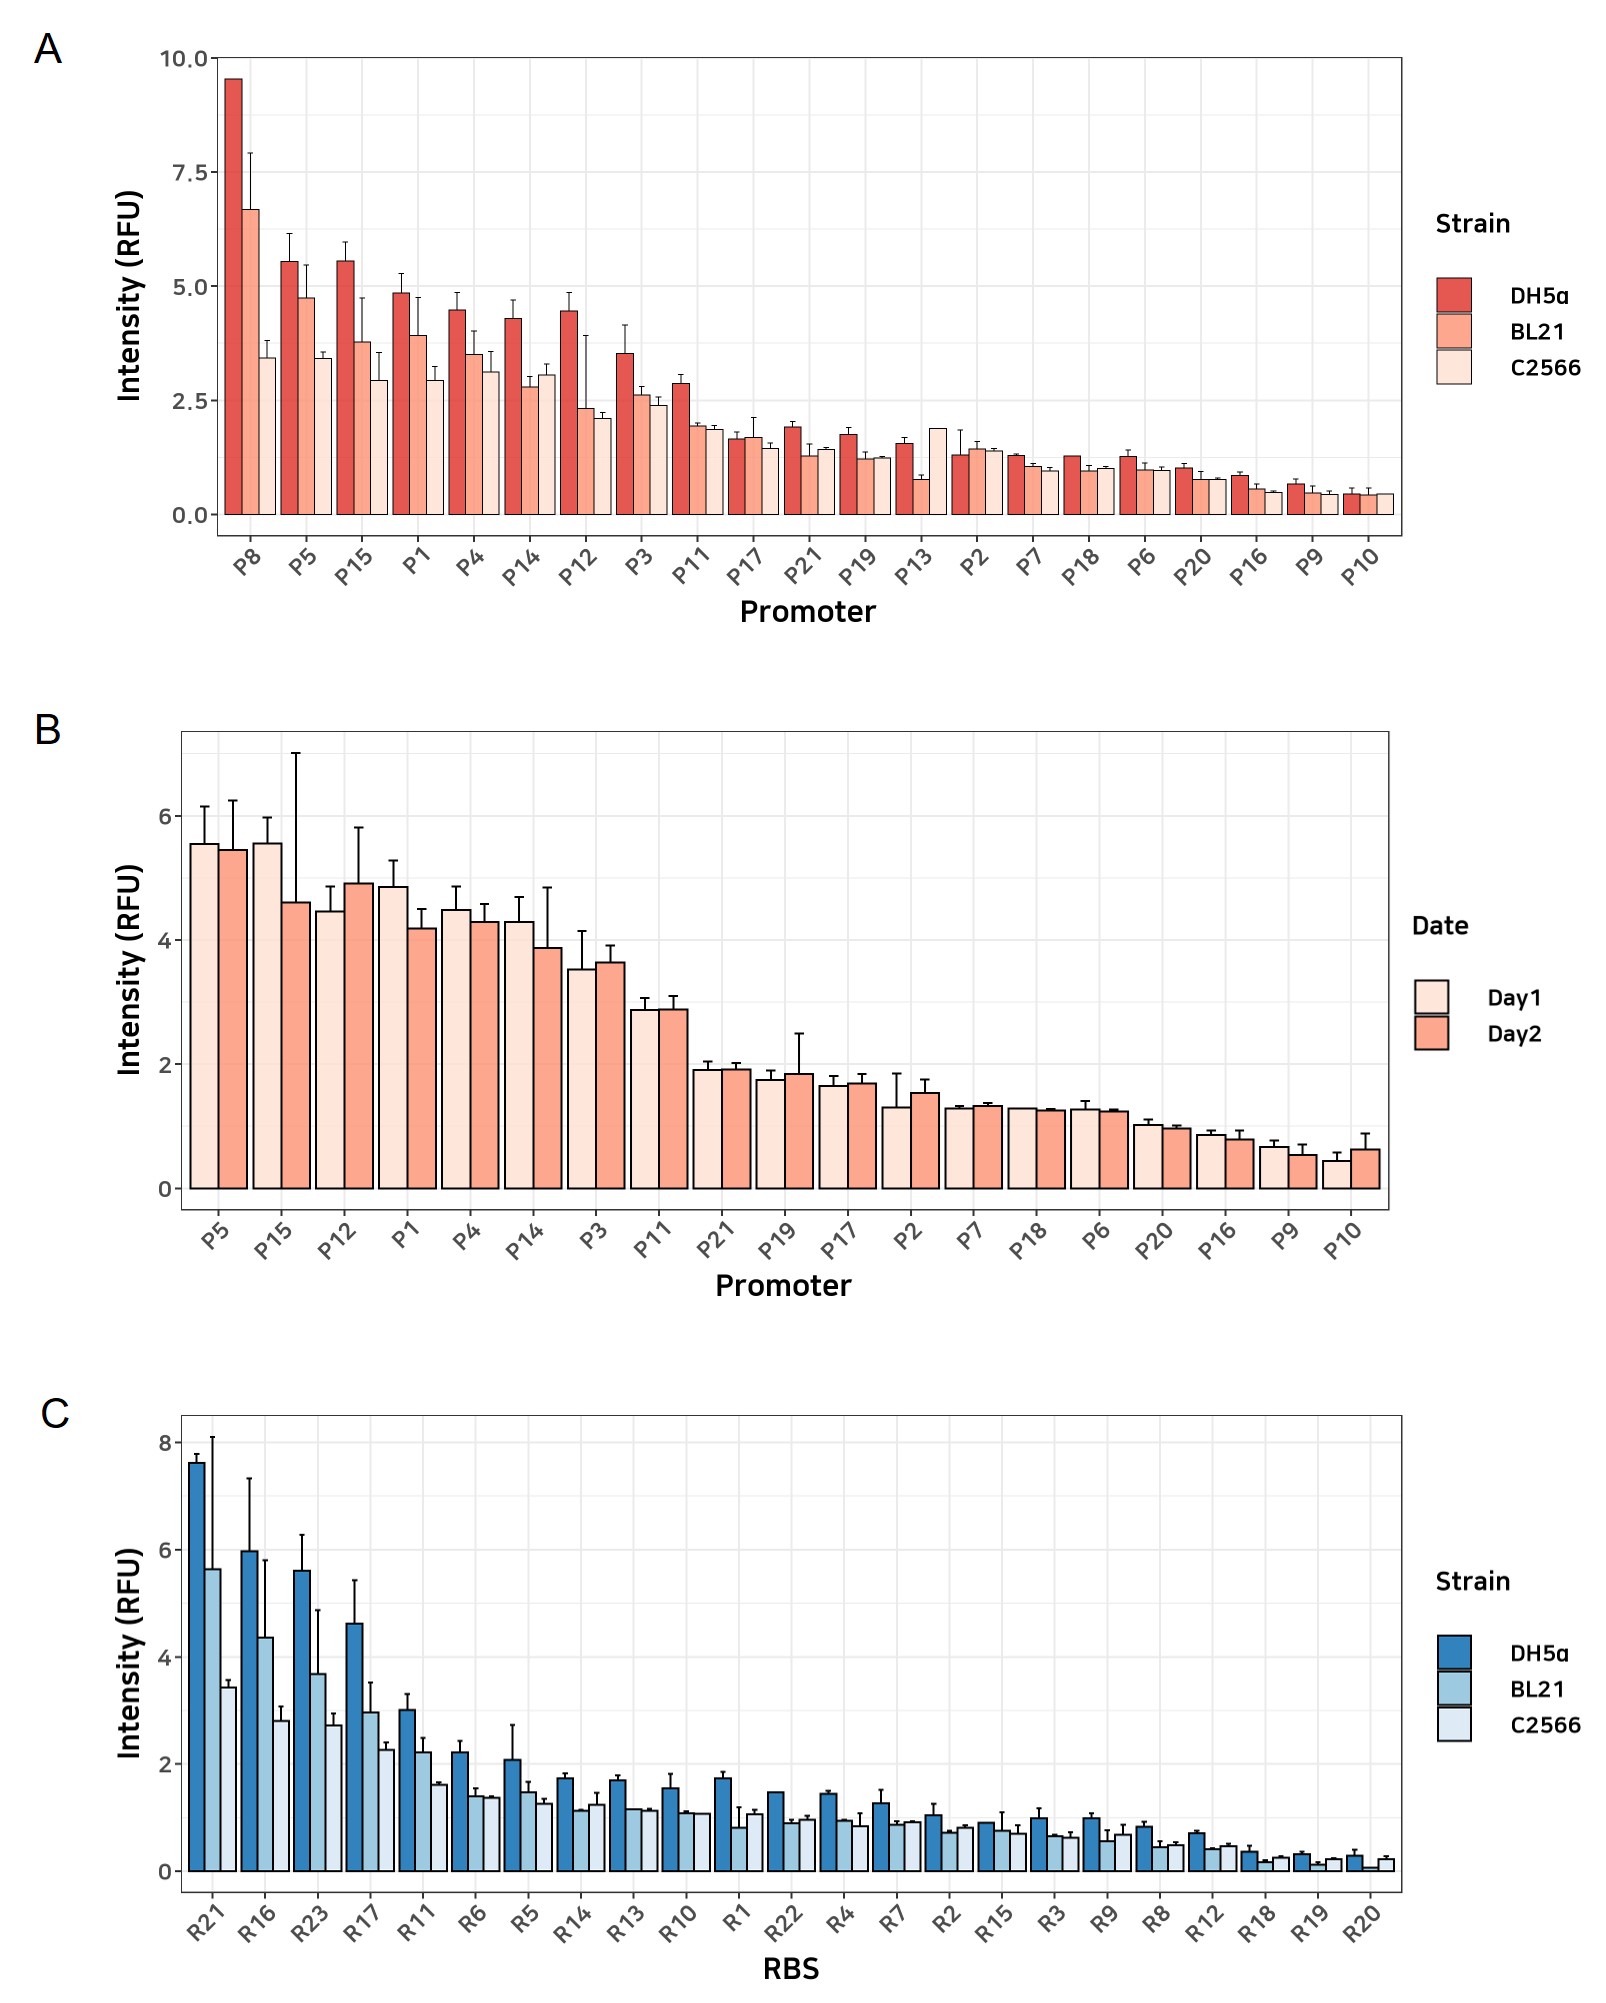 A
Intensity (RFU)
10.0
7.5
5.0
2.5
0.0
P8 P5 P15 P1 P4 P14 P12 P3 P11 P17 P21 P19 P13 P2 P7 P18 P6 P20 P16 P9 P10
Promoter
Strain
DH5α
BL21
C2566
B
Intensity (RFU)
6
4
2
0
P5 P15 P12 P1 P4 P14 P3 P11 P21 P19 P17 P2 P7 P18 P6 P20 P16 P9 P10
Promoter
Date
Day1
Day2
C
Intensity (RFU)
8
6
4
2
0
R21 R16 R23 R17 R11 R6 R5 R14 R13 R10 R1 R22 R4 R7 R2 R15 R3 R9 R8 R12 R18 R19 R20
RBS
Strain
DH5α
BL21
C2566